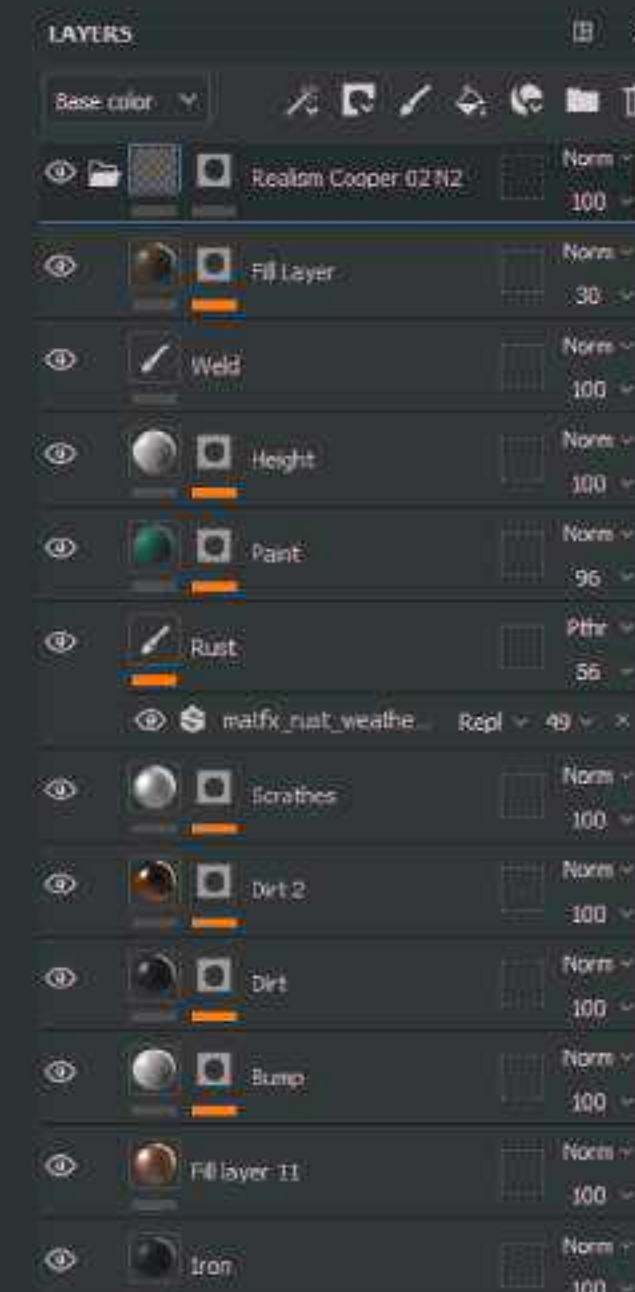 LAYERS
Base color
Realism Cooper 02 N2 Norm
100
Fill Layer Norm
30
Weld Norm
100
Height Norm
100
Paint Norm
96
Rust Pthr
56
matfx_rust_weathe... Repl 49 ×
Scrathes Norm
100
Dirt 2 Norm
100
Dirt Norm
100
Bump Norm
100
Fill layer 11 Norm
100
Iron Norm
100